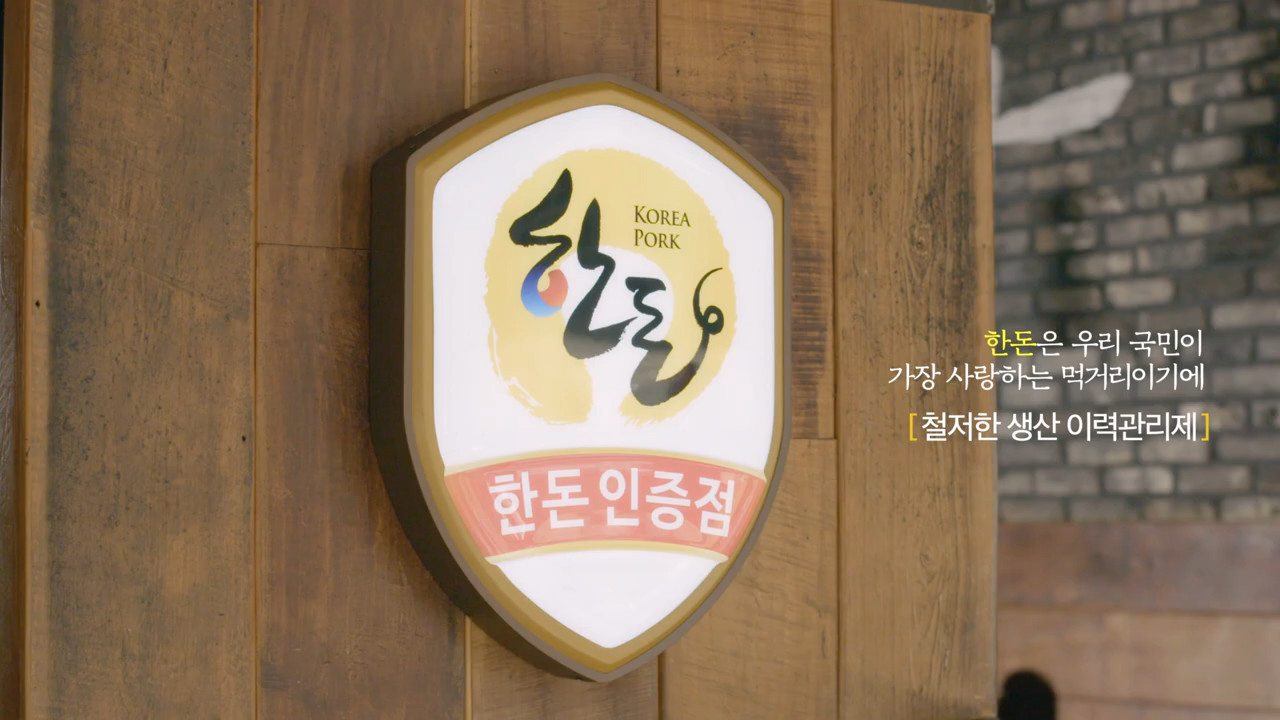 한돈
KOREA
PORK
한돈 인증점
한돈은 우리 국민이
가장 사랑하는 먹거리이기에
[ 철저한 생산 이력관리제 ]